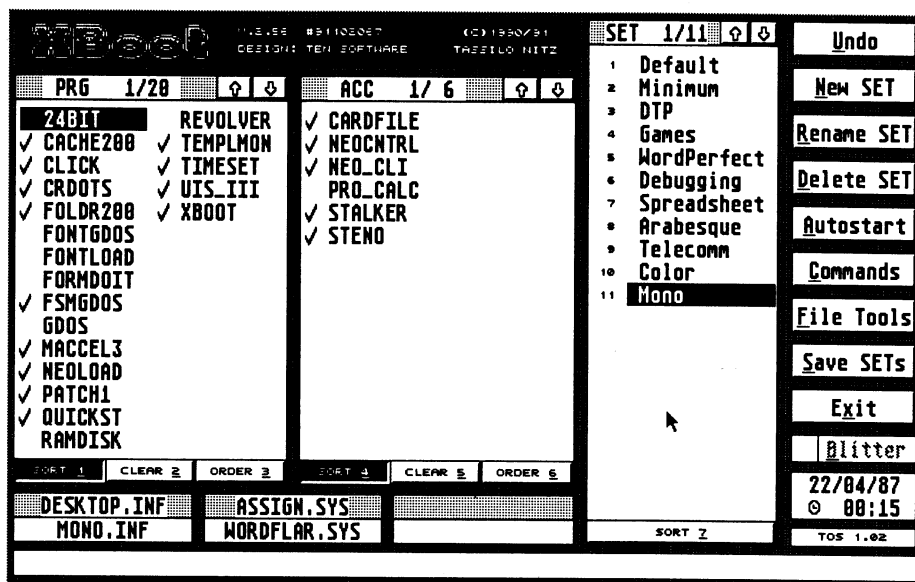 XBoot
#91102067 (C)1990/91
DESIGN: TEN SOFTWARE TASSILO NITZ
PRG 1/20
24BIT
✓ CACHE200
✓ CLICK
✓ CRDOTS
✓ FOLDR200
FONTGDOS
FONTLOAD
FORMDOIT
✓ FSMGDOS
GDOS
✓ MACCEL3
✓ NEOLOAD
✓ PATCH1
✓ QUICKST
RAMDISK
REVOLVER
✓ TEMPLMON
✓ TIMESET
✓ UIS_III
✓ XBOOT
SORT 1 CLEAR 2 ORDER 3
ACC 1/ 6
✓ CARDFILE
✓ NEOCNTRL
✓ NEO_CLI
PRO_CALC
✓ STALKER
✓ STENO
SORT 4 CLEAR 5 ORDER 6
DESKTOP.INF ASSIGN.SYS
MONO.INF WORDFLAR.SYS
SET 1/11
1 Default
2 Minimum
3 DTP
4 Games
5 WordPerfect
6 Debugging
7 Spreadsheet
8 Arabesque
9 Telecomm
10 Color
11 Mono
SORT 7
Undo
New SET
Rename SET
Delete SET
Autostart
Commands
File Tools
Save SETs
Exit
Blitter
22/04/87
00:15
TOS 1.02